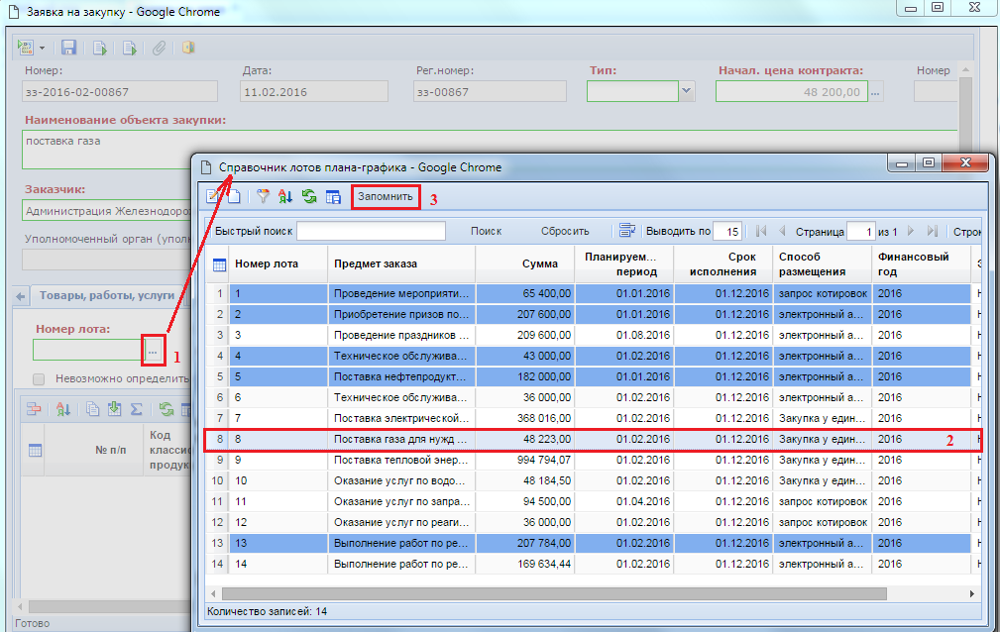 Заявка на закупку - Google Chrome
Номер: Дата: Рег.номер: Тип: Начал. цена контракта: Номер
зз-2016-02-00867 11.02.2016 зз-00867 48 200,00 ...
Наименование объекта закупки:
поставка газа
Заказчик:
Администрация Железнодоро
Уполномоченный орган (упол
Товары, работы, услуги
Номер лота:
... 1
Невозможно определить
№ п/п
Код
класси
продук
Готово
Справочник лотов плана-графика - Google Chrome
Запомнить 3
Быстрый поиск Поиск Сбросить Выводить по 15 Страница 1 из 1 Строк
Номер лота Предмет заказа Сумма Планируем... период Срок исполнения Способ размещения Финансовый год
1 1 Проведение мероприяти... 65 400,00 01.01.2016 01.12.2016 запрос котировок 2016
2 2 Приобретение призов по... 207 600,00 01.01.2016 01.12.2016 электронный а... 2016
3 3 Проведение праздников ... 209 600,00 01.08.2016 01.12.2016 электронный а... 2016
4 4 Техническое обслужива... 43 000,00 01.01.2016 01.12.2016 электронный а... 2016
5 5 Поставка нефтепродукт... 182 000,00 01.01.2016 01.12.2016 электронный а... 2016
6 6 Техническое обслужива... 36 000,00 01.02.2016 01.12.2016 электронный а... 2016
7 7 Поставка электрической... 368 016,00 01.02.2016 01.12.2016 Закупка у един... 2016
8 8 Поставка газа для нужд ... 48 223,00 01.02.2016 01.12.2016 Закупка у един... 2016 2
9 9 Поставка тепловой энер... 994 794,07 01.02.2016 01.12.2016 Закупка у един... 2016
10 10 Оказание услуг по водо... 48 184,50 01.02.2016 01.12.2016 Закупка у един... 2016
11 11 Оказание услуг по запра... 94 500,00 01.04.2016 01.12.2016 запрос котировок 2016
12 12 Оказание услуг по реаги... 36 000,00 01.02.2016 01.12.2016 запрос котировок 2016
13 13 Выполнение работ по ре... 207 784,00 01.02.2016 01.12.2016 электронный а... 2016
14 14 Выполнение работ по ре... 169 634,44 01.02.2016 01.12.2016 электронный а... 2016
Количество записей: 14